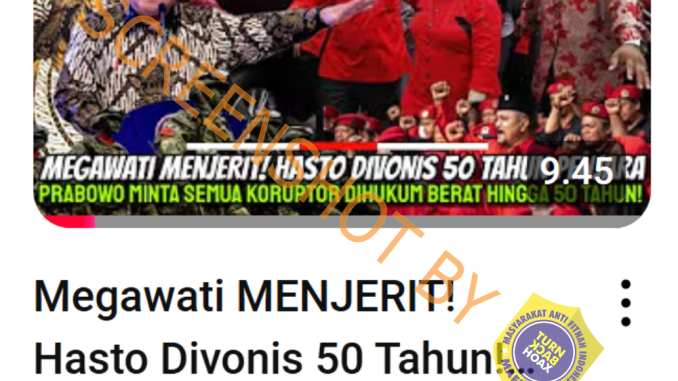 MEGAWATI MENJERIT! HASTO DIVONIS 50 TAHUN PENJARA
PRABOWO MINTA SEMUA KORUPTOR DIHUKUM BERAT HINGGA 50 TAHUN!
9.45
SCREENSHOT BY
Megawati MENJERIT!
Hasto Divonis 50 Tahun!...
MASYARAKAT ANTI FITNAH INDONESIA
TURN
BACK
HOAX